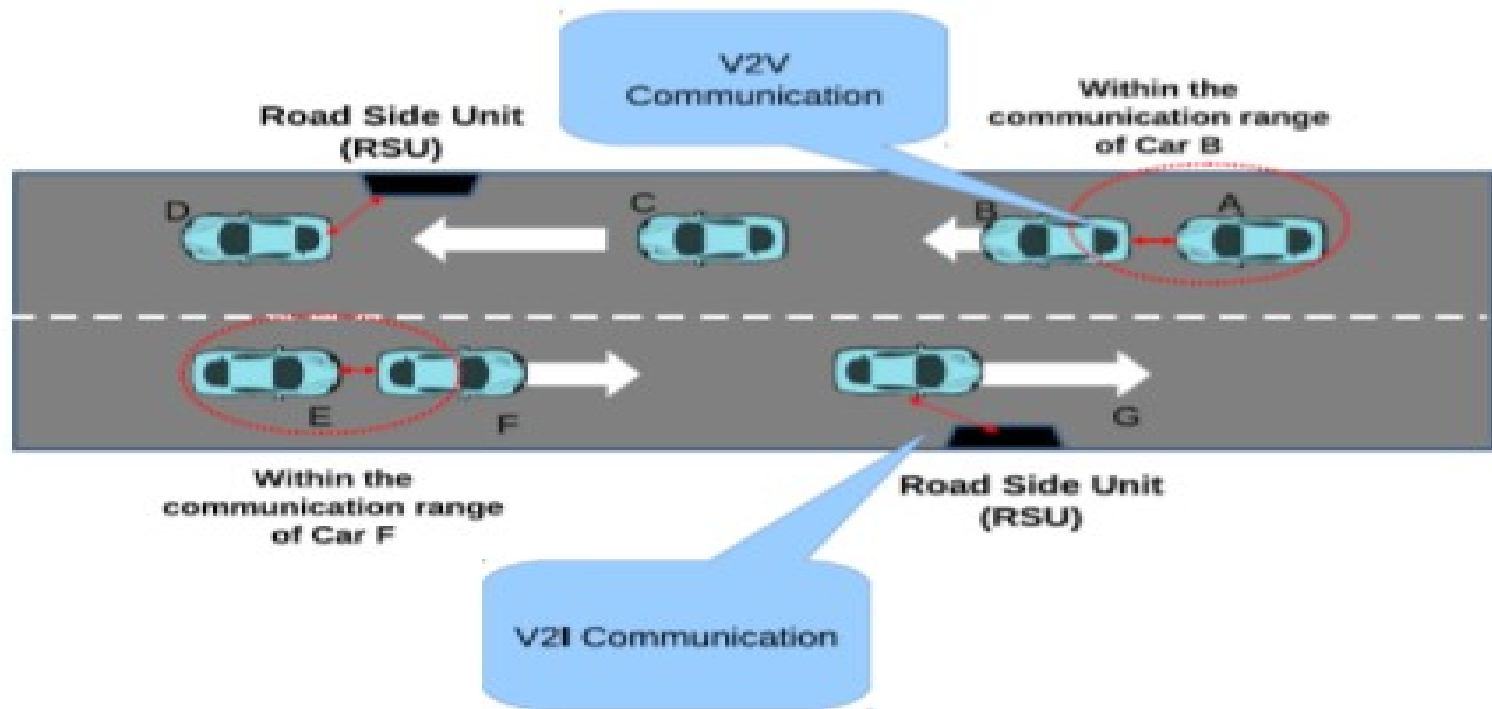 V2V
Communication
Within the
communication range
of Car B
Road Side Unit
(RSU)
D
C
B
A
E
F
G
Within the
communication range
of Car F
Road Side Unit
(RSU)
V2I Communication